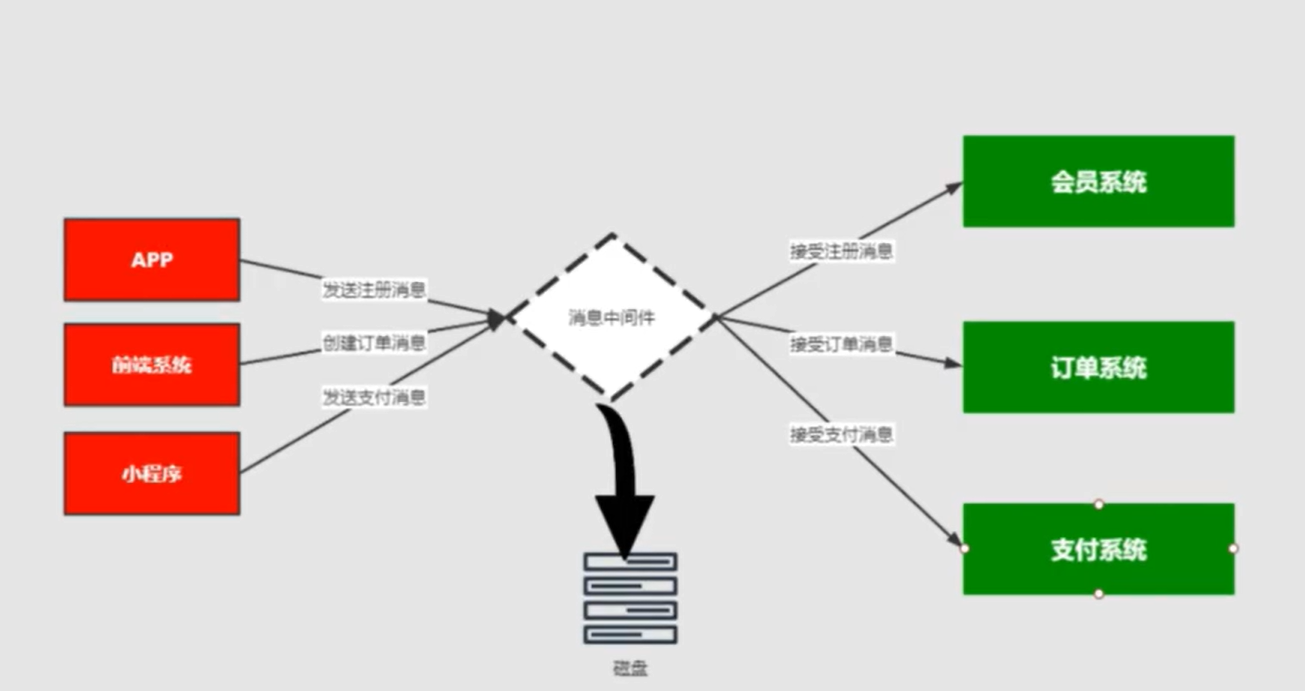 APP
前端系统
小程序
发送注册消息
创建订单消息
发送支付消息
消息中间件
磁盘
接受注册消息
接受订单消息
接受支付消息
会员系统
订单系统
支付系统